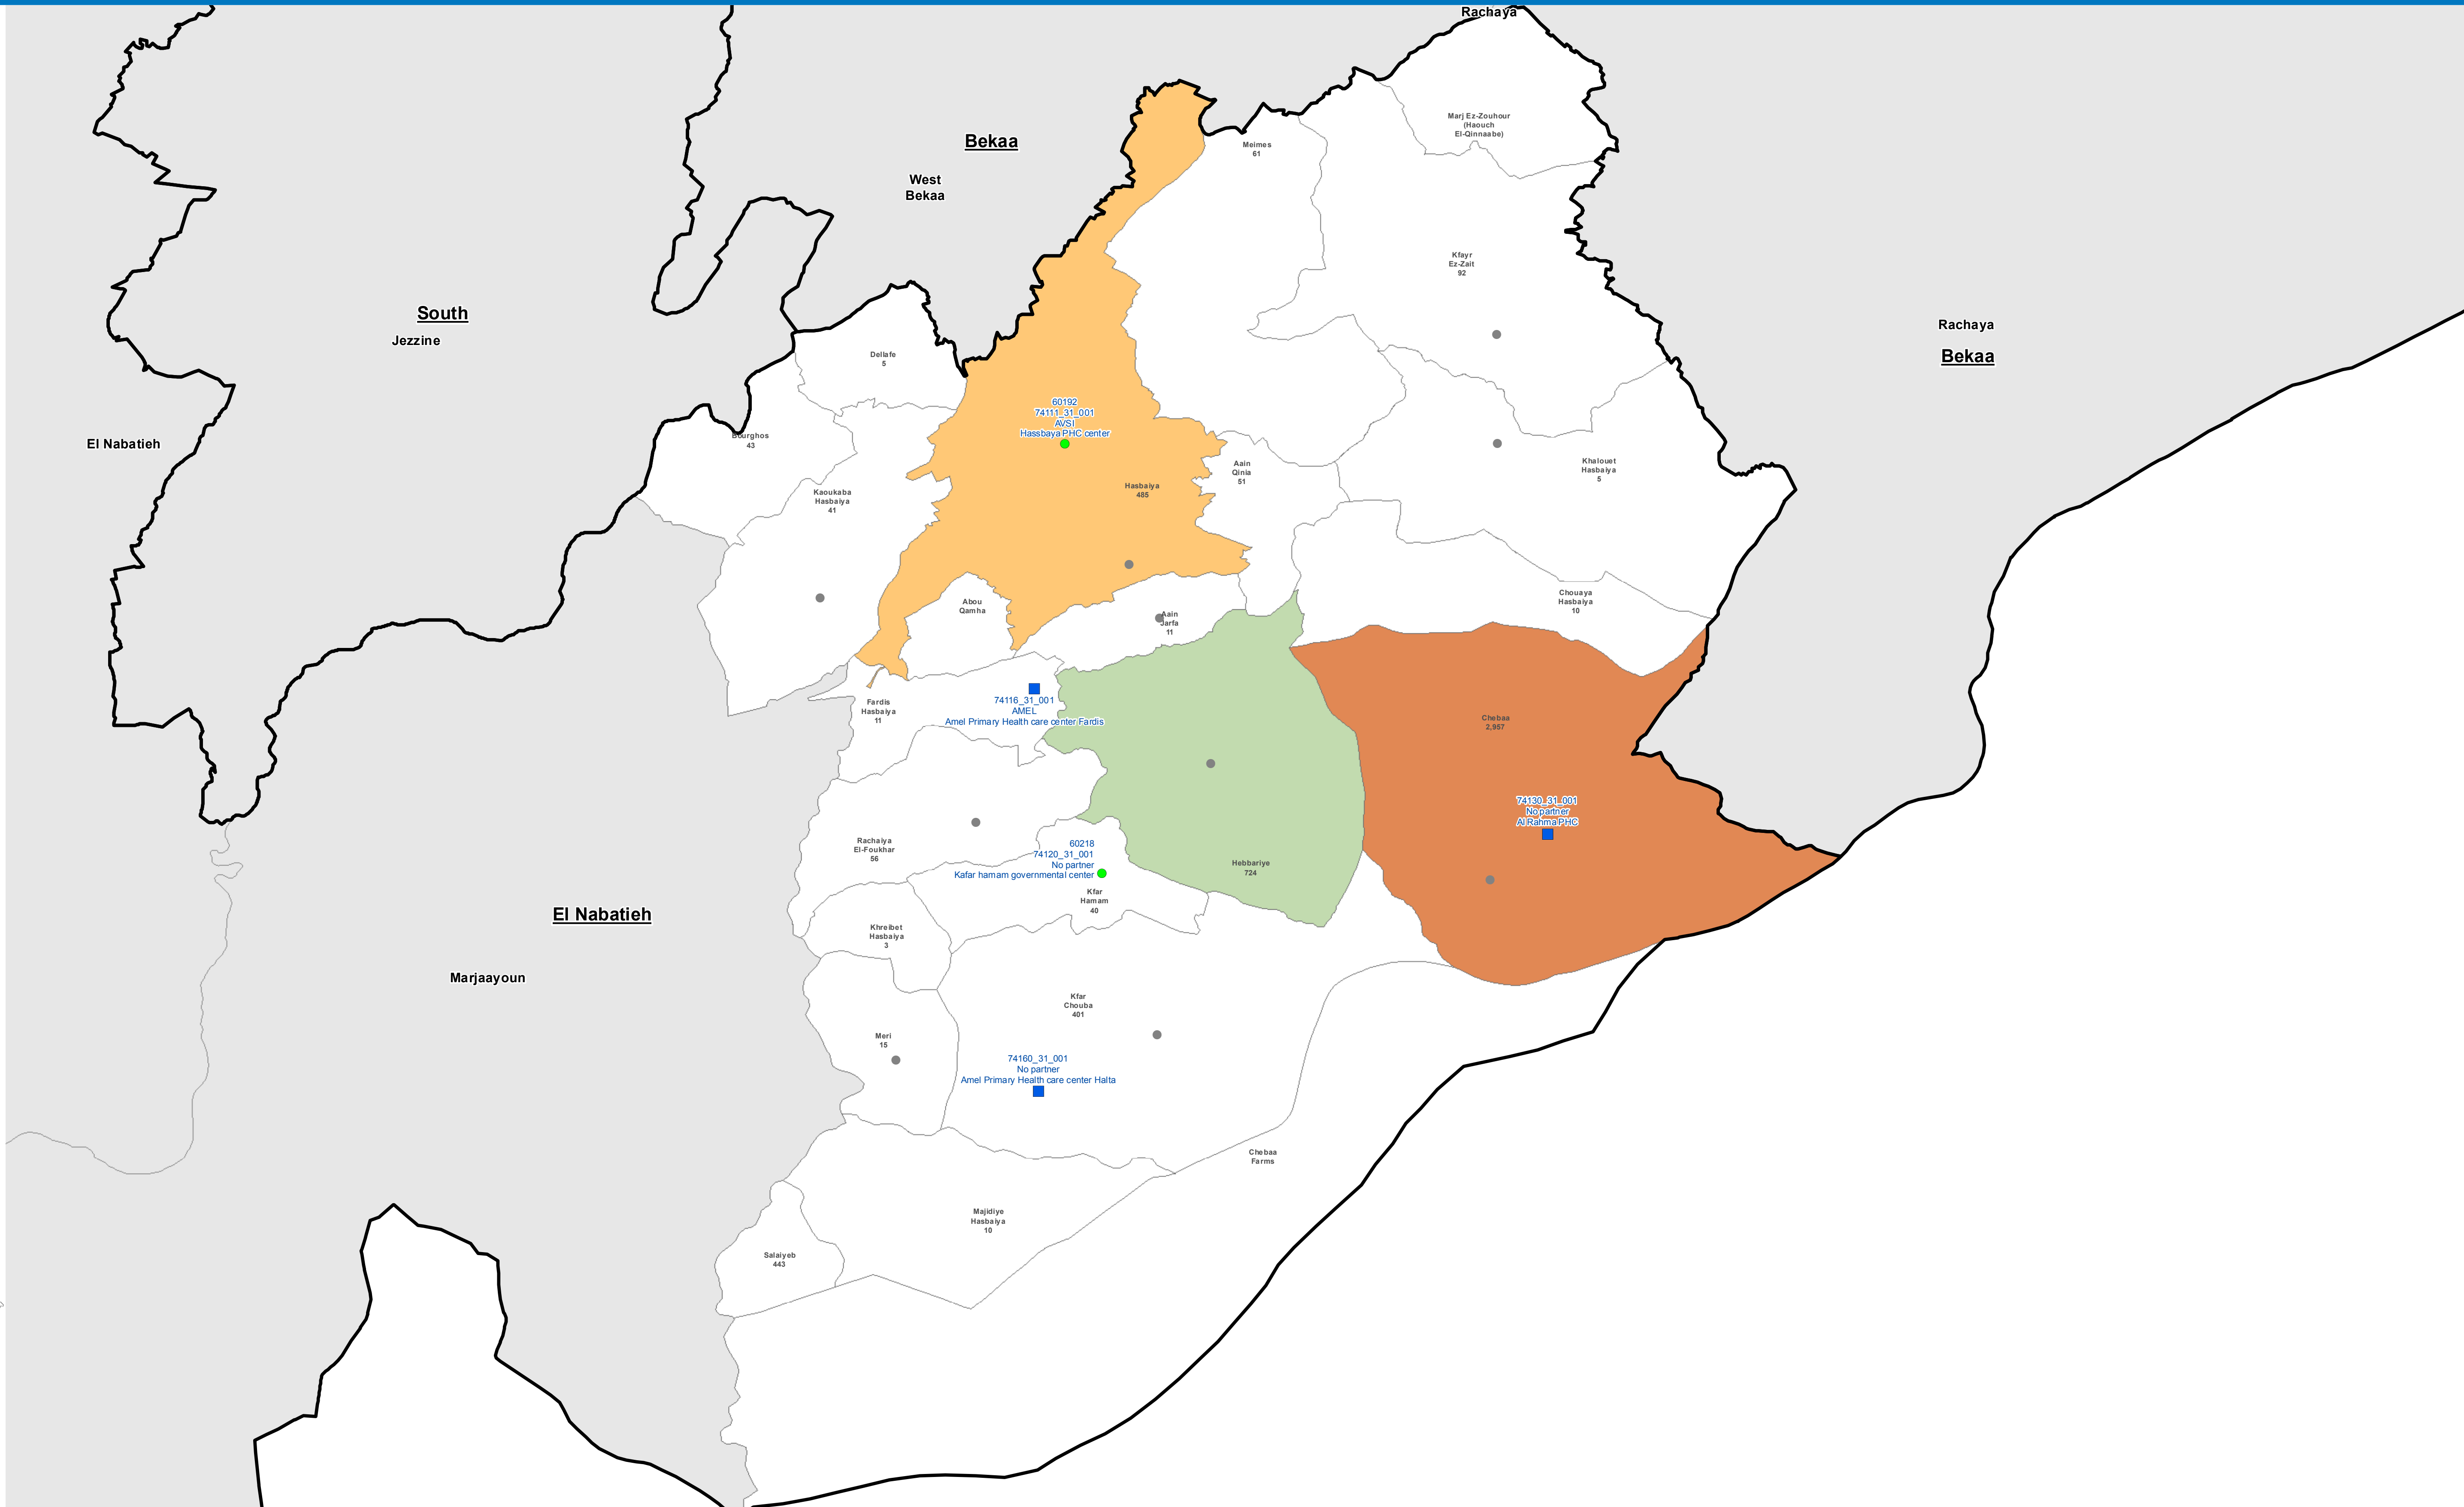 Rachaya
Bekaa
West
Bekaa
Marj Ez-Zouhour
(Haouch
El-Qinnaabe)
Meimes
61
Kfayr
Ez-Zait
92
South
Jezzine
Rachaya
Bekaa
Dellafe
5
El Nabatieh
Bourghos
43
60192
74111_31_001
AVSI
Hassbaya PHC center
Hasbaiya
485
Aain
Qinia
51
Khalouet
Hasbaiya
5
Kaoukaba
Hasbaiya
41
Abou
Qamha
Aain
Jarfa
11
Chouaya
Hasbaiya
10
Fardis
Hasbaiya
11
74116_31_001
AMEL
Amel Primary Health care center Fardis
Chebaa
2,957
74130_31_001
No partner
Al Rahma PHC
Rachaiya
El-Foukhar
56
60218
74120_31_001
No partner
Kafar hamam governmental center
Kfar
Hamam
40
Hebbariye
724
El Nabatieh
Marjaayoun
Khreibet
Hasbaiya
3
Kfar
Chouba
401
Meri
15
74160_31_001
No partner
Amel Primary Health care center Halta
Chebaa
Farms
Majidiye
Hasbaiya
10
Salaiyeb
443